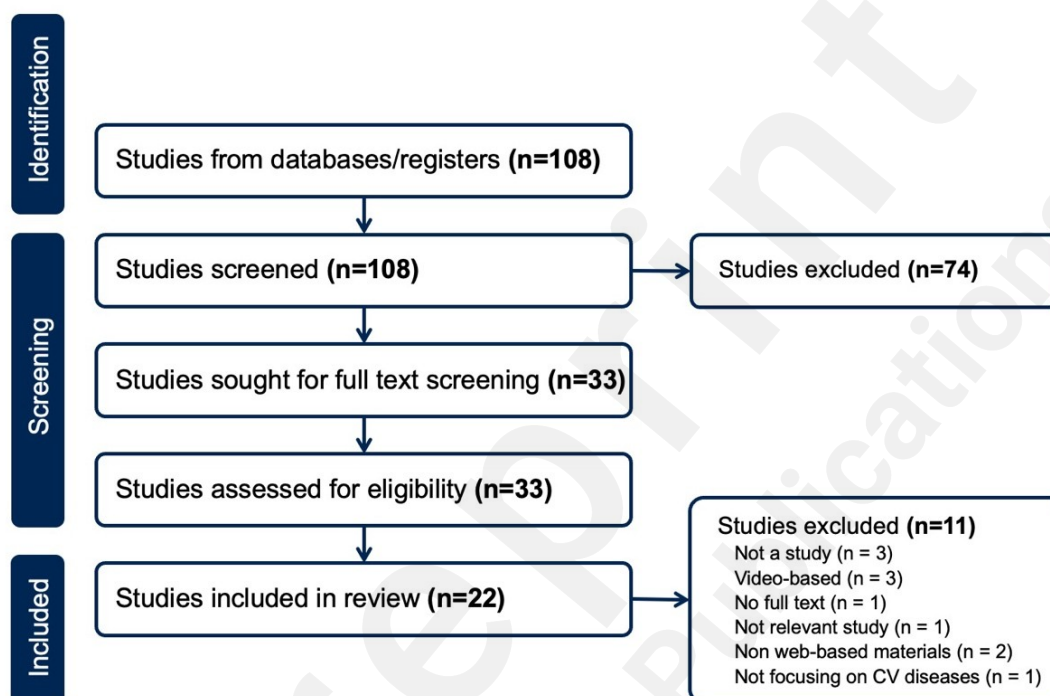 Identification
Studies from databases/registers (n=108)
Screening
Studies screened (n=108)
Studies excluded (n=74)
Studies sought for full text screening (n=33)
Studies assessed for eligibility (n=33)
Included
Studies included in review (n=22)
Studies excluded (n=11)
Not a study (n = 3)
Video-based (n = 3)
No full text (n = 1)
Not relevant study (n = 1)
Non web-based materials (n = 2)
Not focusing on CV diseases (n = 1)
eprint
Publication